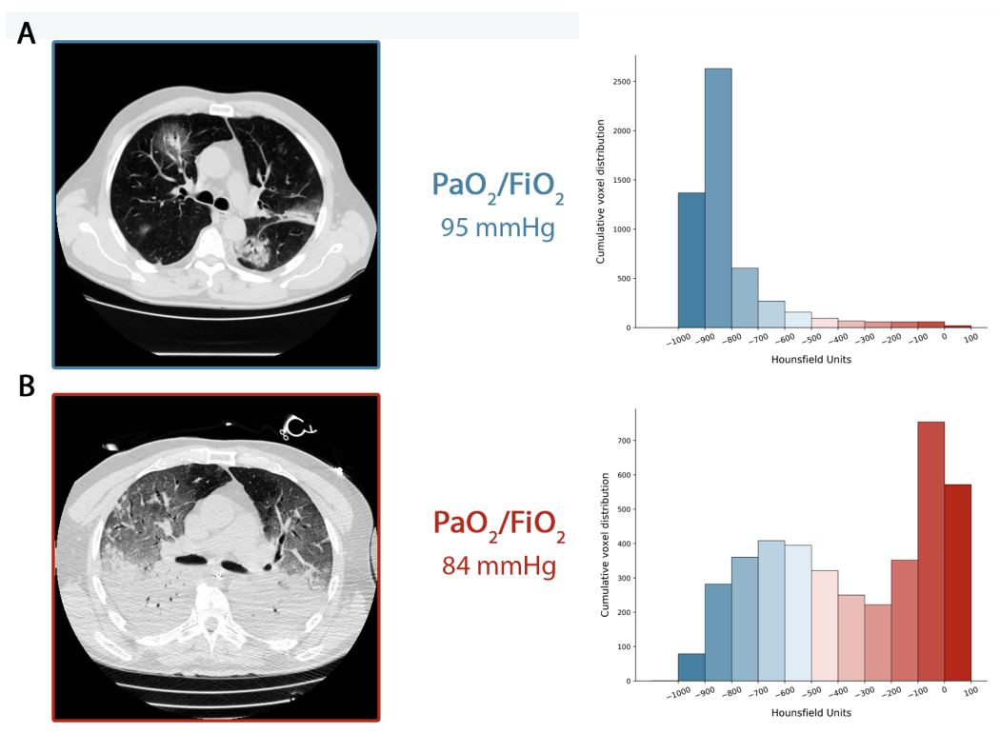 A
PaO2/FiO2
95 mmHg
Cumulative voxel distribution
2500
2000
1500
1000
500
0
−1000 −900 −800 −700 −600 −500 −400 −300 −200 −100 0 100
Hounsfield Units
B
PaO2/FiO2
84 mmHg
Cumulative voxel distribution
700
600
500
400
300
200
100
0
−1000 −900 −800 −700 −600 −500 −400 −300 −200 −100 0 100
Hounsfield Units